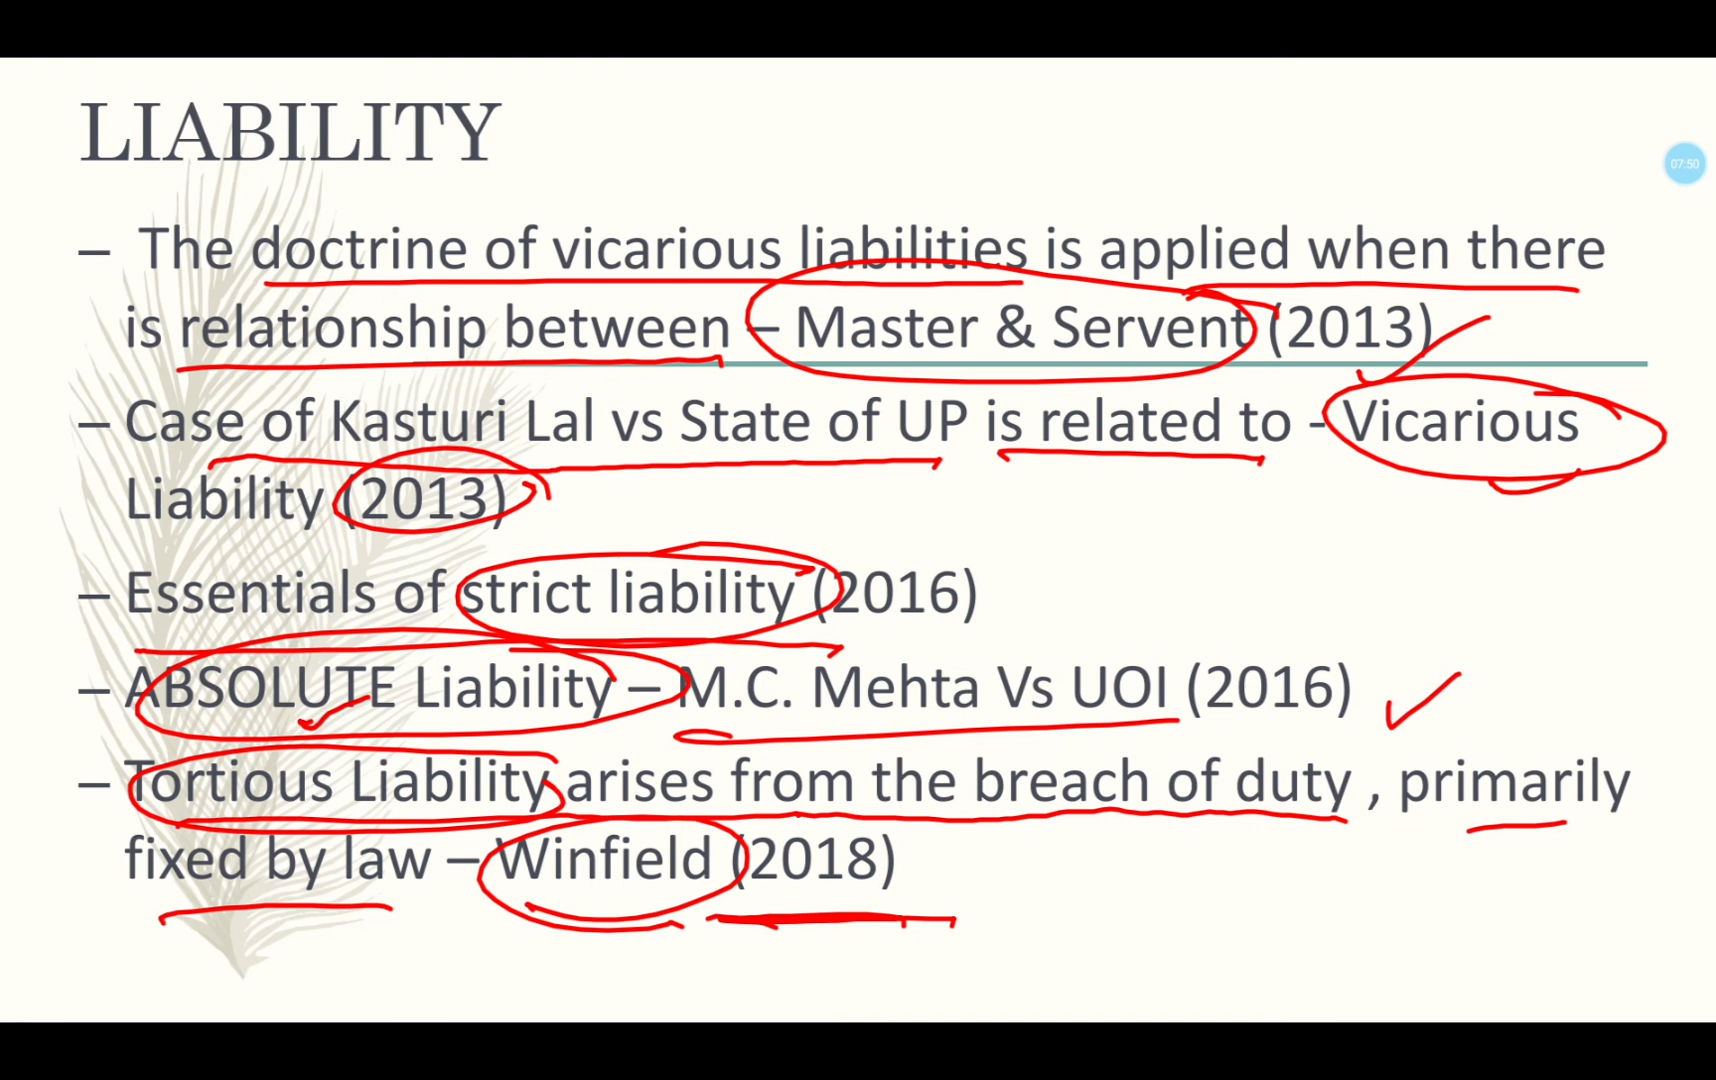 LIABILITY
07:50
– The doctrine of vicarious liabilities is applied when there
is relationship between – Master & Servent (2013)
– Case of Kasturi Lal vs State of UP is related to - Vicarious
Liability (2013)
– Essentials of strict liability (2016)
– ABSOLUTE Liability – M.C. Mehta Vs UOI (2016)
– Tortious Liability arises from the breach of duty , primarily
fixed by law – Winfield (2018)